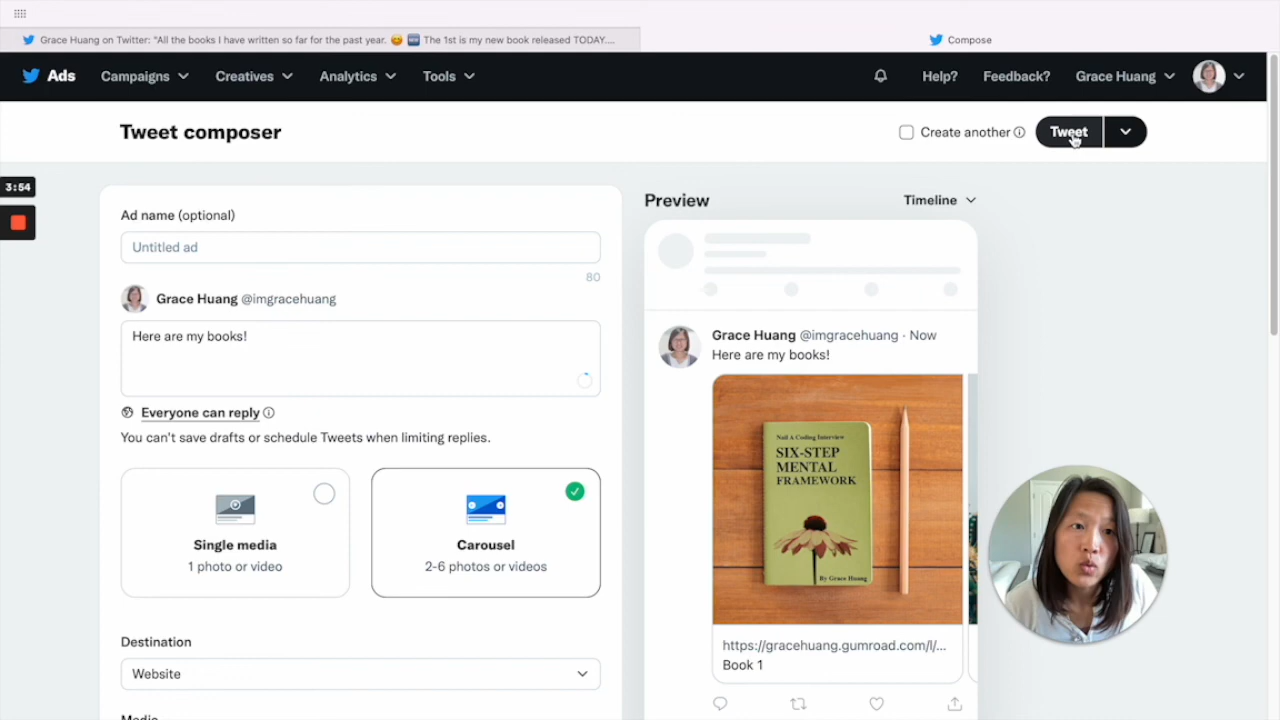 Grace Huang on Twitter: "All the books I have written so far for the past year. 😊 🆕 The 1st is my new book released TODAY....
Compose
Ads
Campaigns
Creatives
Analytics
Tools
Help?
Feedback?
Grace Huang
Tweet composer
Create another
Tweet
3:54
Ad name (optional)
Untitled ad
80
Grace Huang @imgracehuang
Here are my books!
Everyone can reply
You can't save drafts or schedule Tweets when limiting replies.
Single media
1 photo or video
Carousel
2-6 photos or videos
Destination
Website
Media
Preview
Timeline
Grace Huang @imgracehuang · Now
Here are my books!
Nail A Coding Interview
SIX-STEP
MENTAL
FRAMEWORK
By Grace Huang
https://gracehuang.gumroad.com/l/...
Book 1